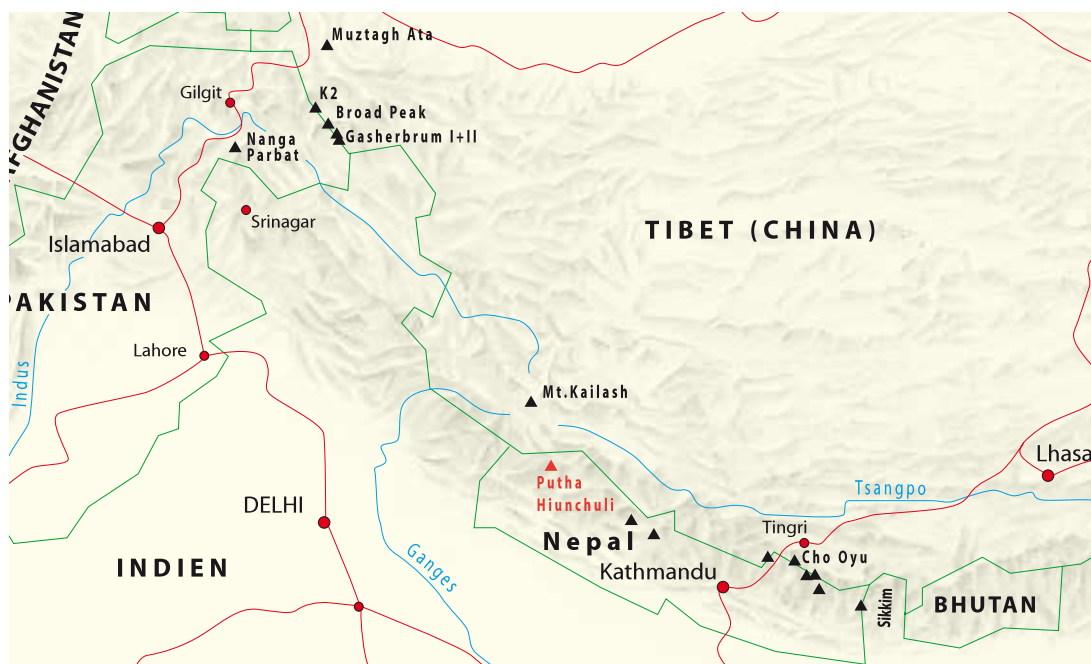 Muztagh Ata
AFGHANISTAN
Gilgit
K2
Broad Peak
Gasherbrum I+II
Nanga
Parbat
Srinagar
Islamabad
TIBET (CHINA)
PAKISTAN
Lahore
Indus
Mt.Kailash
Lhasa
Putha
Hiunchuli
Tsangpo
DELHI
Tingri
Nepal
Cho Oyu
Ganges
INDIEN
Kathmandu
Sikkim
BHUTAN